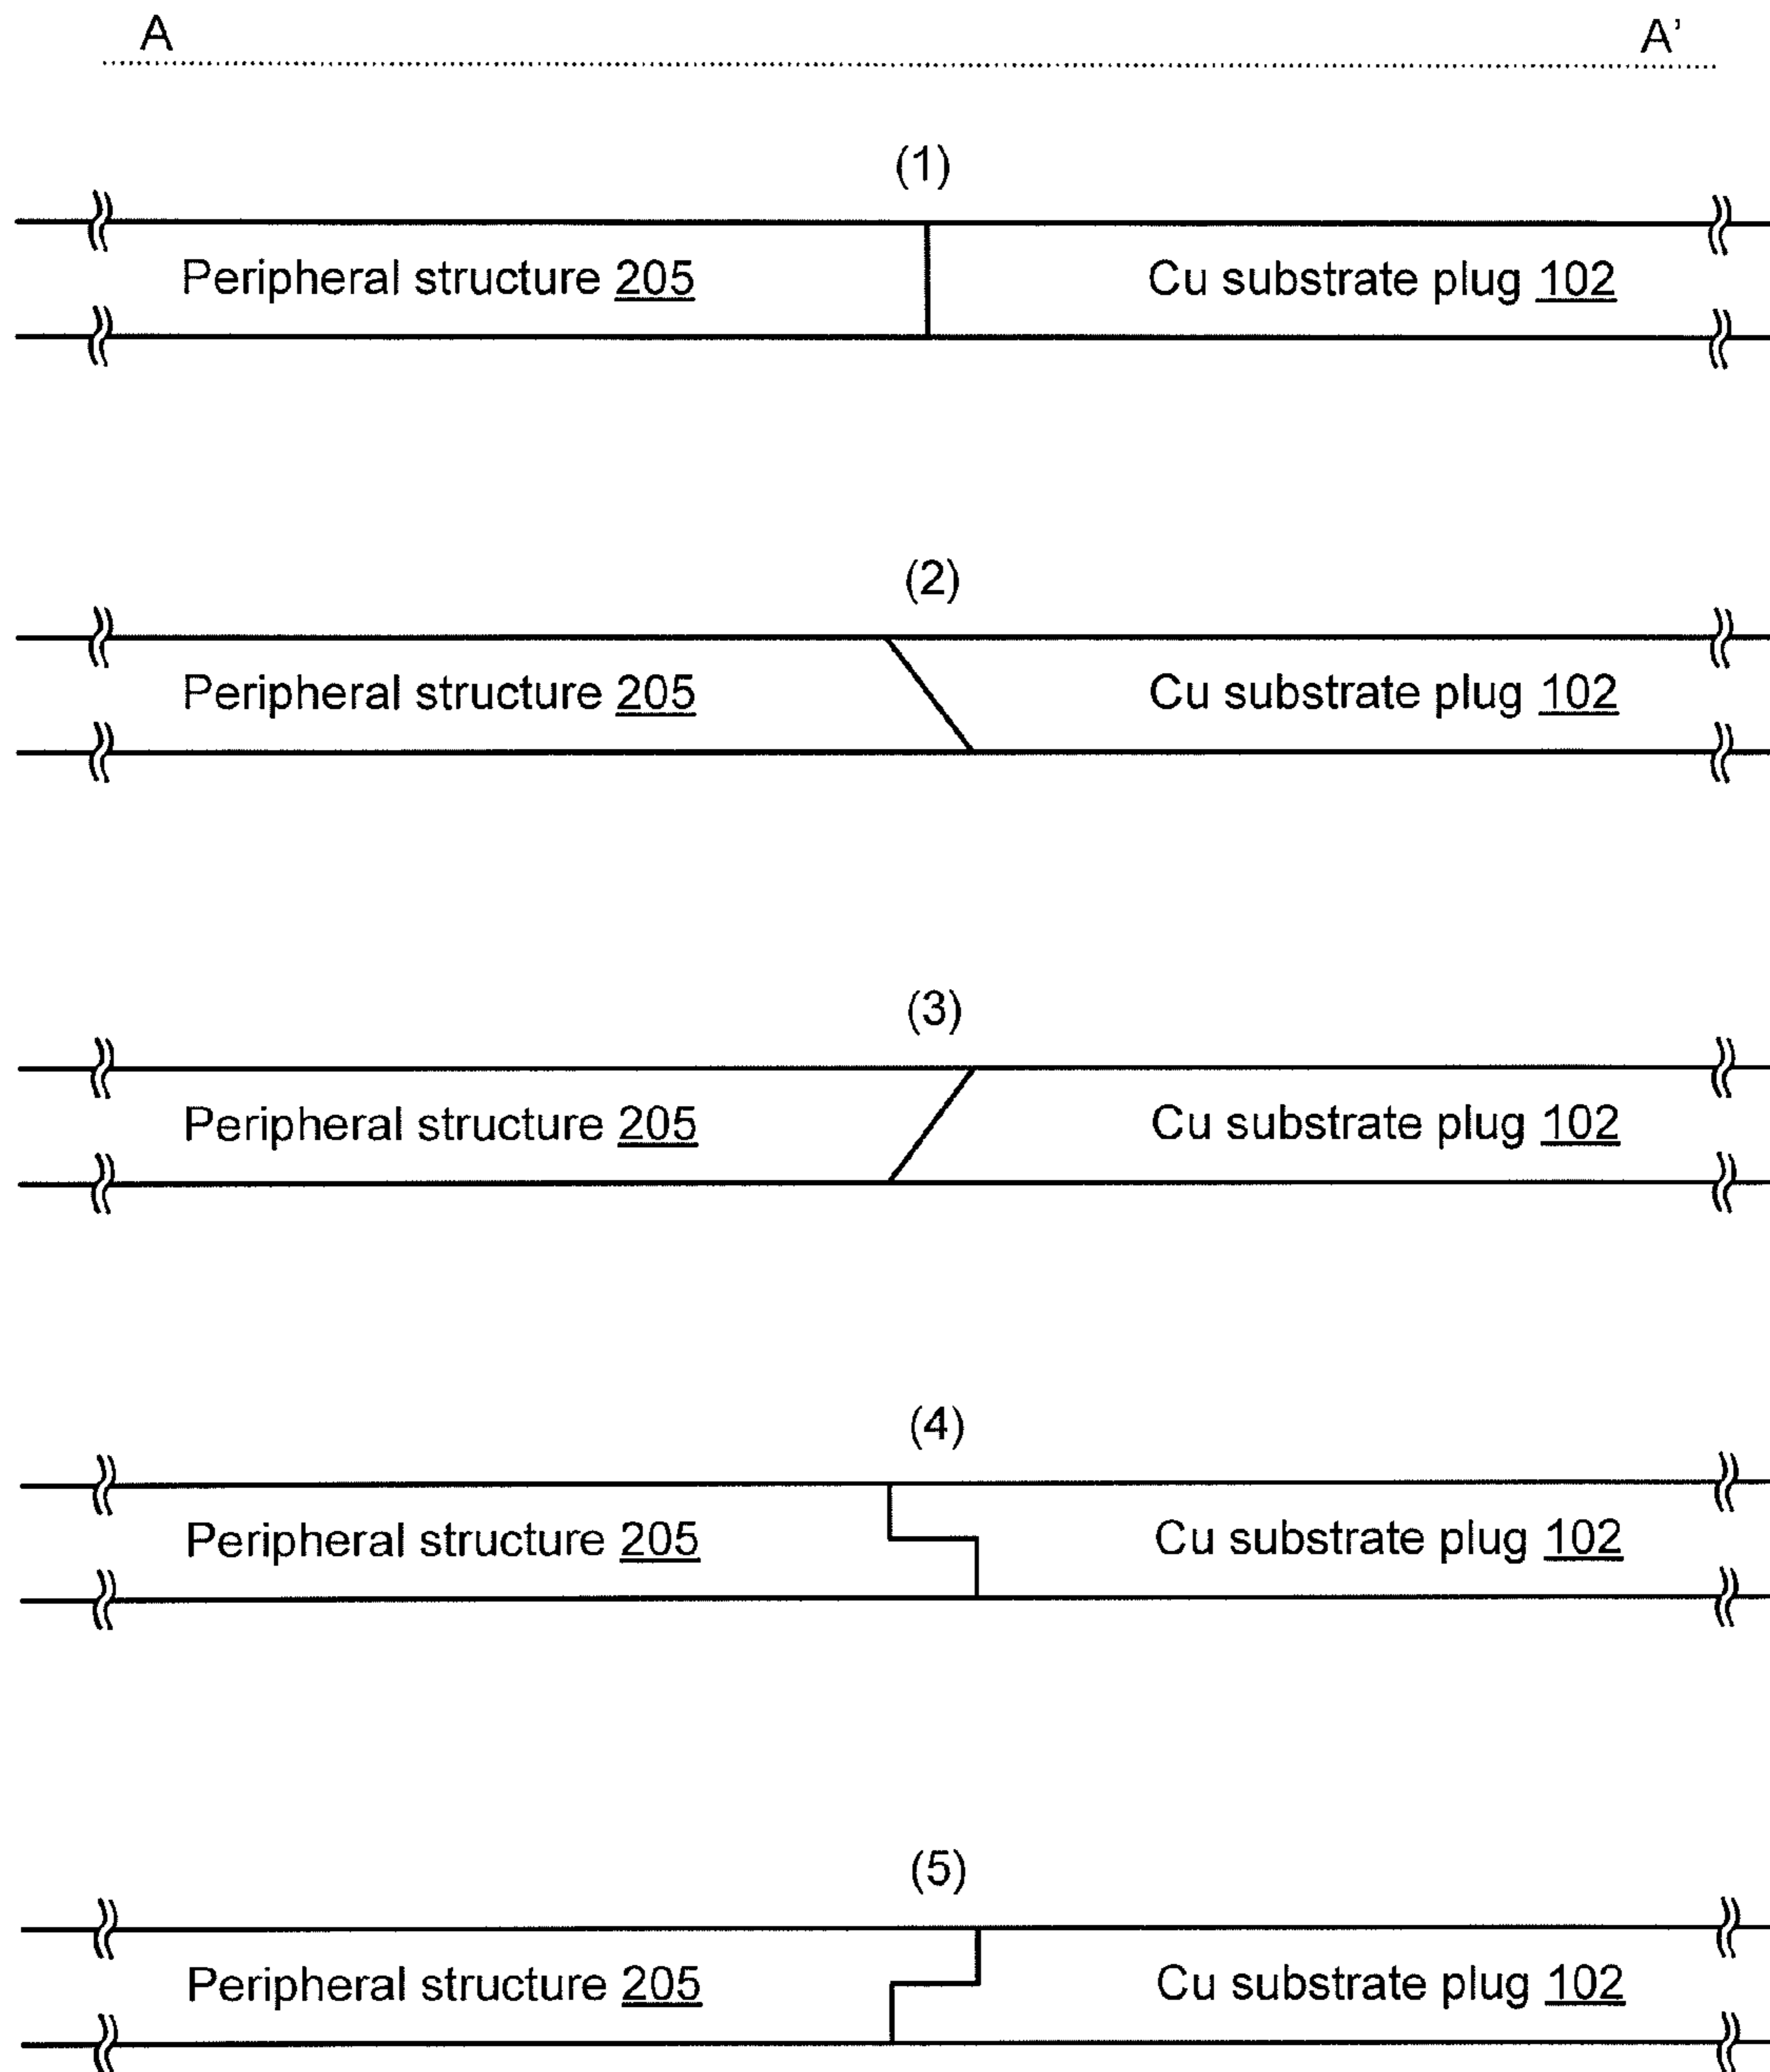 A A’
(1)
Peripheral structure 205 Cu substrate plug 102
(2)
Peripheral structure 205 Cu substrate plug 102
(3)
Peripheral structure 205 Cu substrate plug 102
(4)
Peripheral structure 205 Cu substrate plug 102
(5)
Peripheral structure 205 Cu substrate plug 102